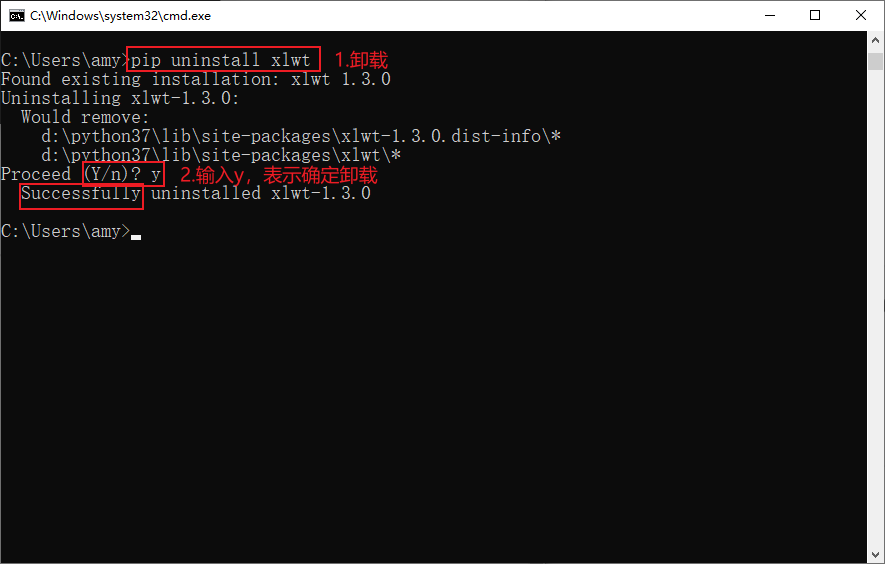 C:\Windows\system32\cmd.exe
C:\Users\amy>pip uninstall xlwt 1.卸载
Found existing installation: xlwt 1.3.0
Uninstalling xlwt-1.3.0:
  Would remove:
    d:\python37\lib\site-packages\xlwt-1.3.0.dist-info\*
    d:\python37\lib\site-packages\xlwt\*
Proceed (Y/n)? y 2.输入y，表示确定卸载
  Successfully uninstalled xlwt-1.3.0
C:\Users\amy>